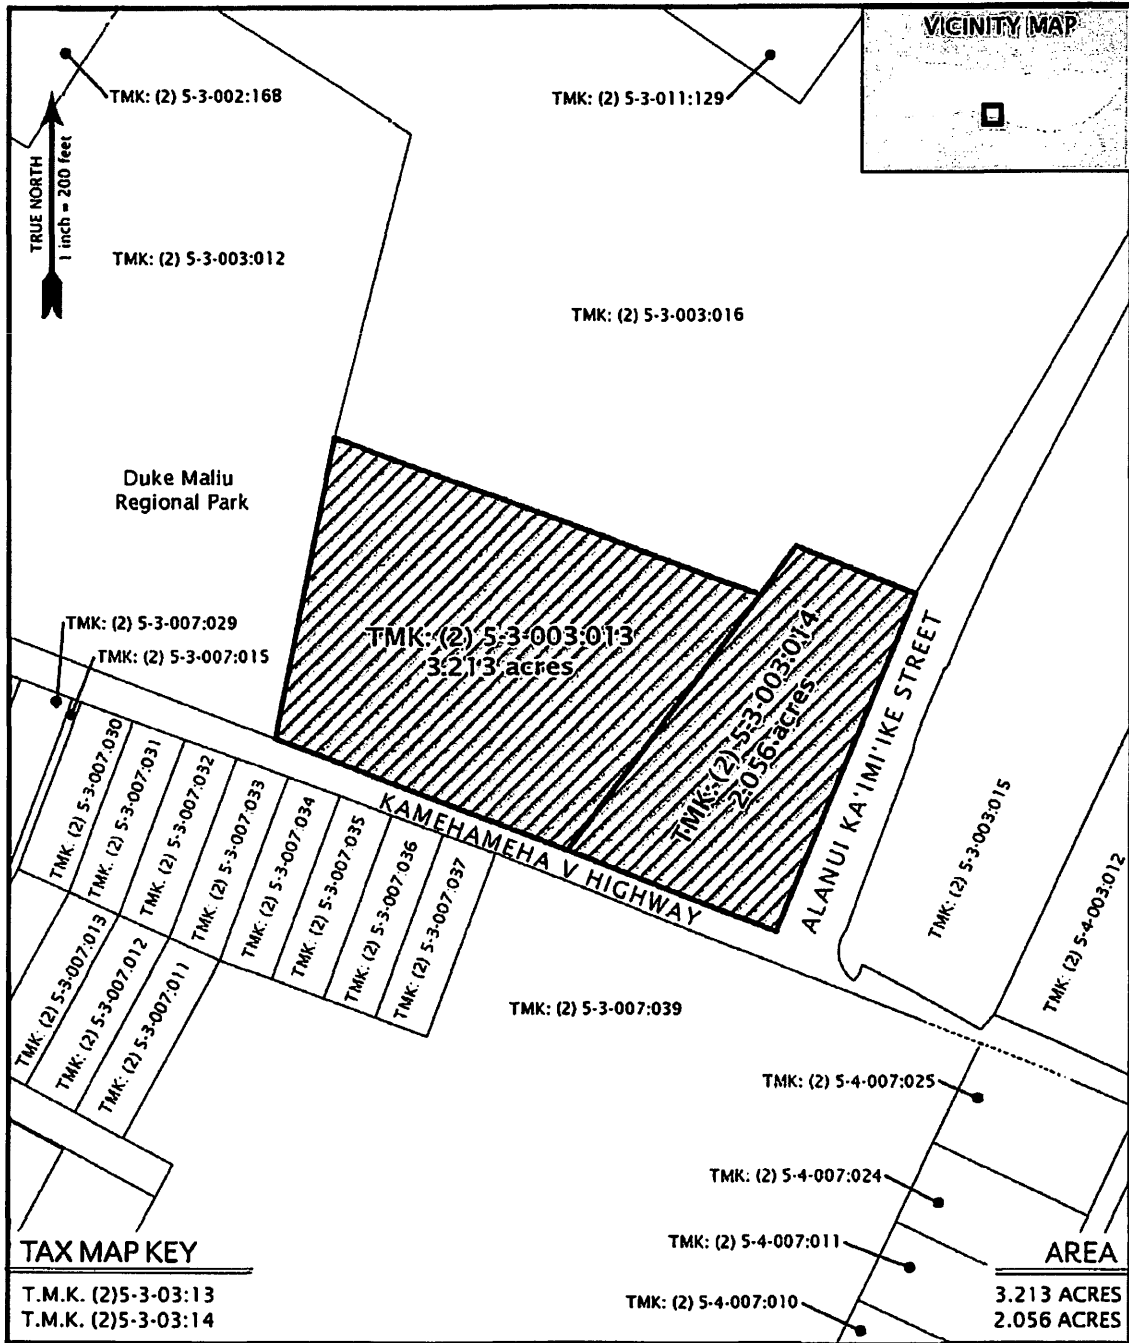 VICINITY MAP
TMK: (2) 5-3-002:168
TMK: (2) 5-3-011:129
TRUE NORTH
1 inch = 200 feet
TMK: (2) 5-3-003:012
TMK: (2) 5-3-003:016
Duke Maliu
Regional Park
TMK: (2) 5-3-007:029
TMK: (2) 5-3-007:015
TMK: (2) 5-3-003:013
3.213 acres
TMK: (2) 5-3-003:014
2.056 acres
ALANUI KA'IMI'IKE STREET
KAMEHAMEHA V HIGHWAY
TMK: (2) 5-3-003:015
TMK: (2) 5-4-003:012
TMK: (2) 5-3-007:030
TMK: (2) 5-3-007:031
TMK: (2) 5-3-007:032
TMK: (2) 5-3-007:033
TMK: (2) 5-3-007:034
TMK: (2) 5-3-007:035
TMK: (2) 5-3-007:036
TMK: (2) 5-3-007:037
TMK: (2) 5-3-007:013
TMK: (2) 5-3-007:012
TMK: (2) 5-3-007:011
TMK: (2) 5-3-007:039
TMK: (2) 5-4-007:025
TMK: (2) 5-4-007:024
TMK: (2) 5-4-007:011
TMK: (2) 5-4-007:010
TAX MAP KEY
T.M.K. (2)5-3-03:13
T.M.K. (2)5-3-03:14
AREA
3.213 ACRES
2.056 ACRES